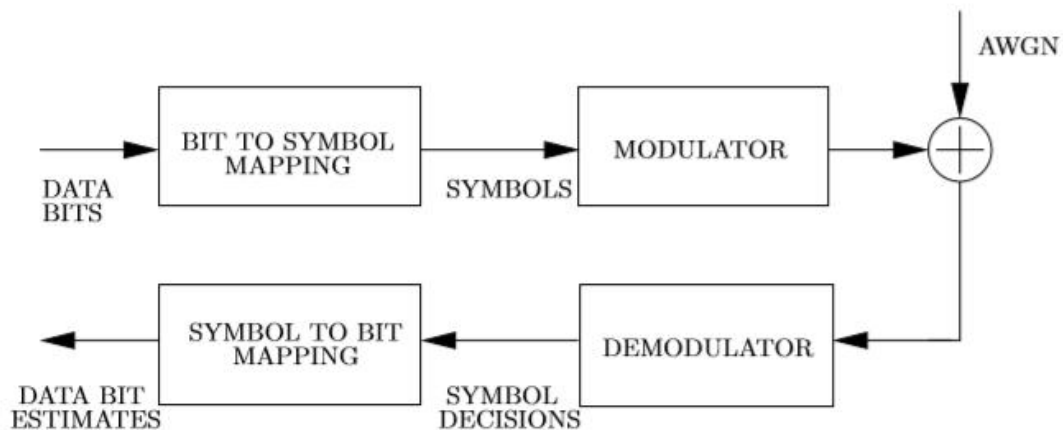 AWGN
BIT TO SYMBOL
MAPPING
MODULATOR
DATA
BITS
SYMBOLS
SYMBOL TO BIT
MAPPING
DEMODULATOR
DATA BIT
ESTIMATES
SYMBOL
DECISIONS